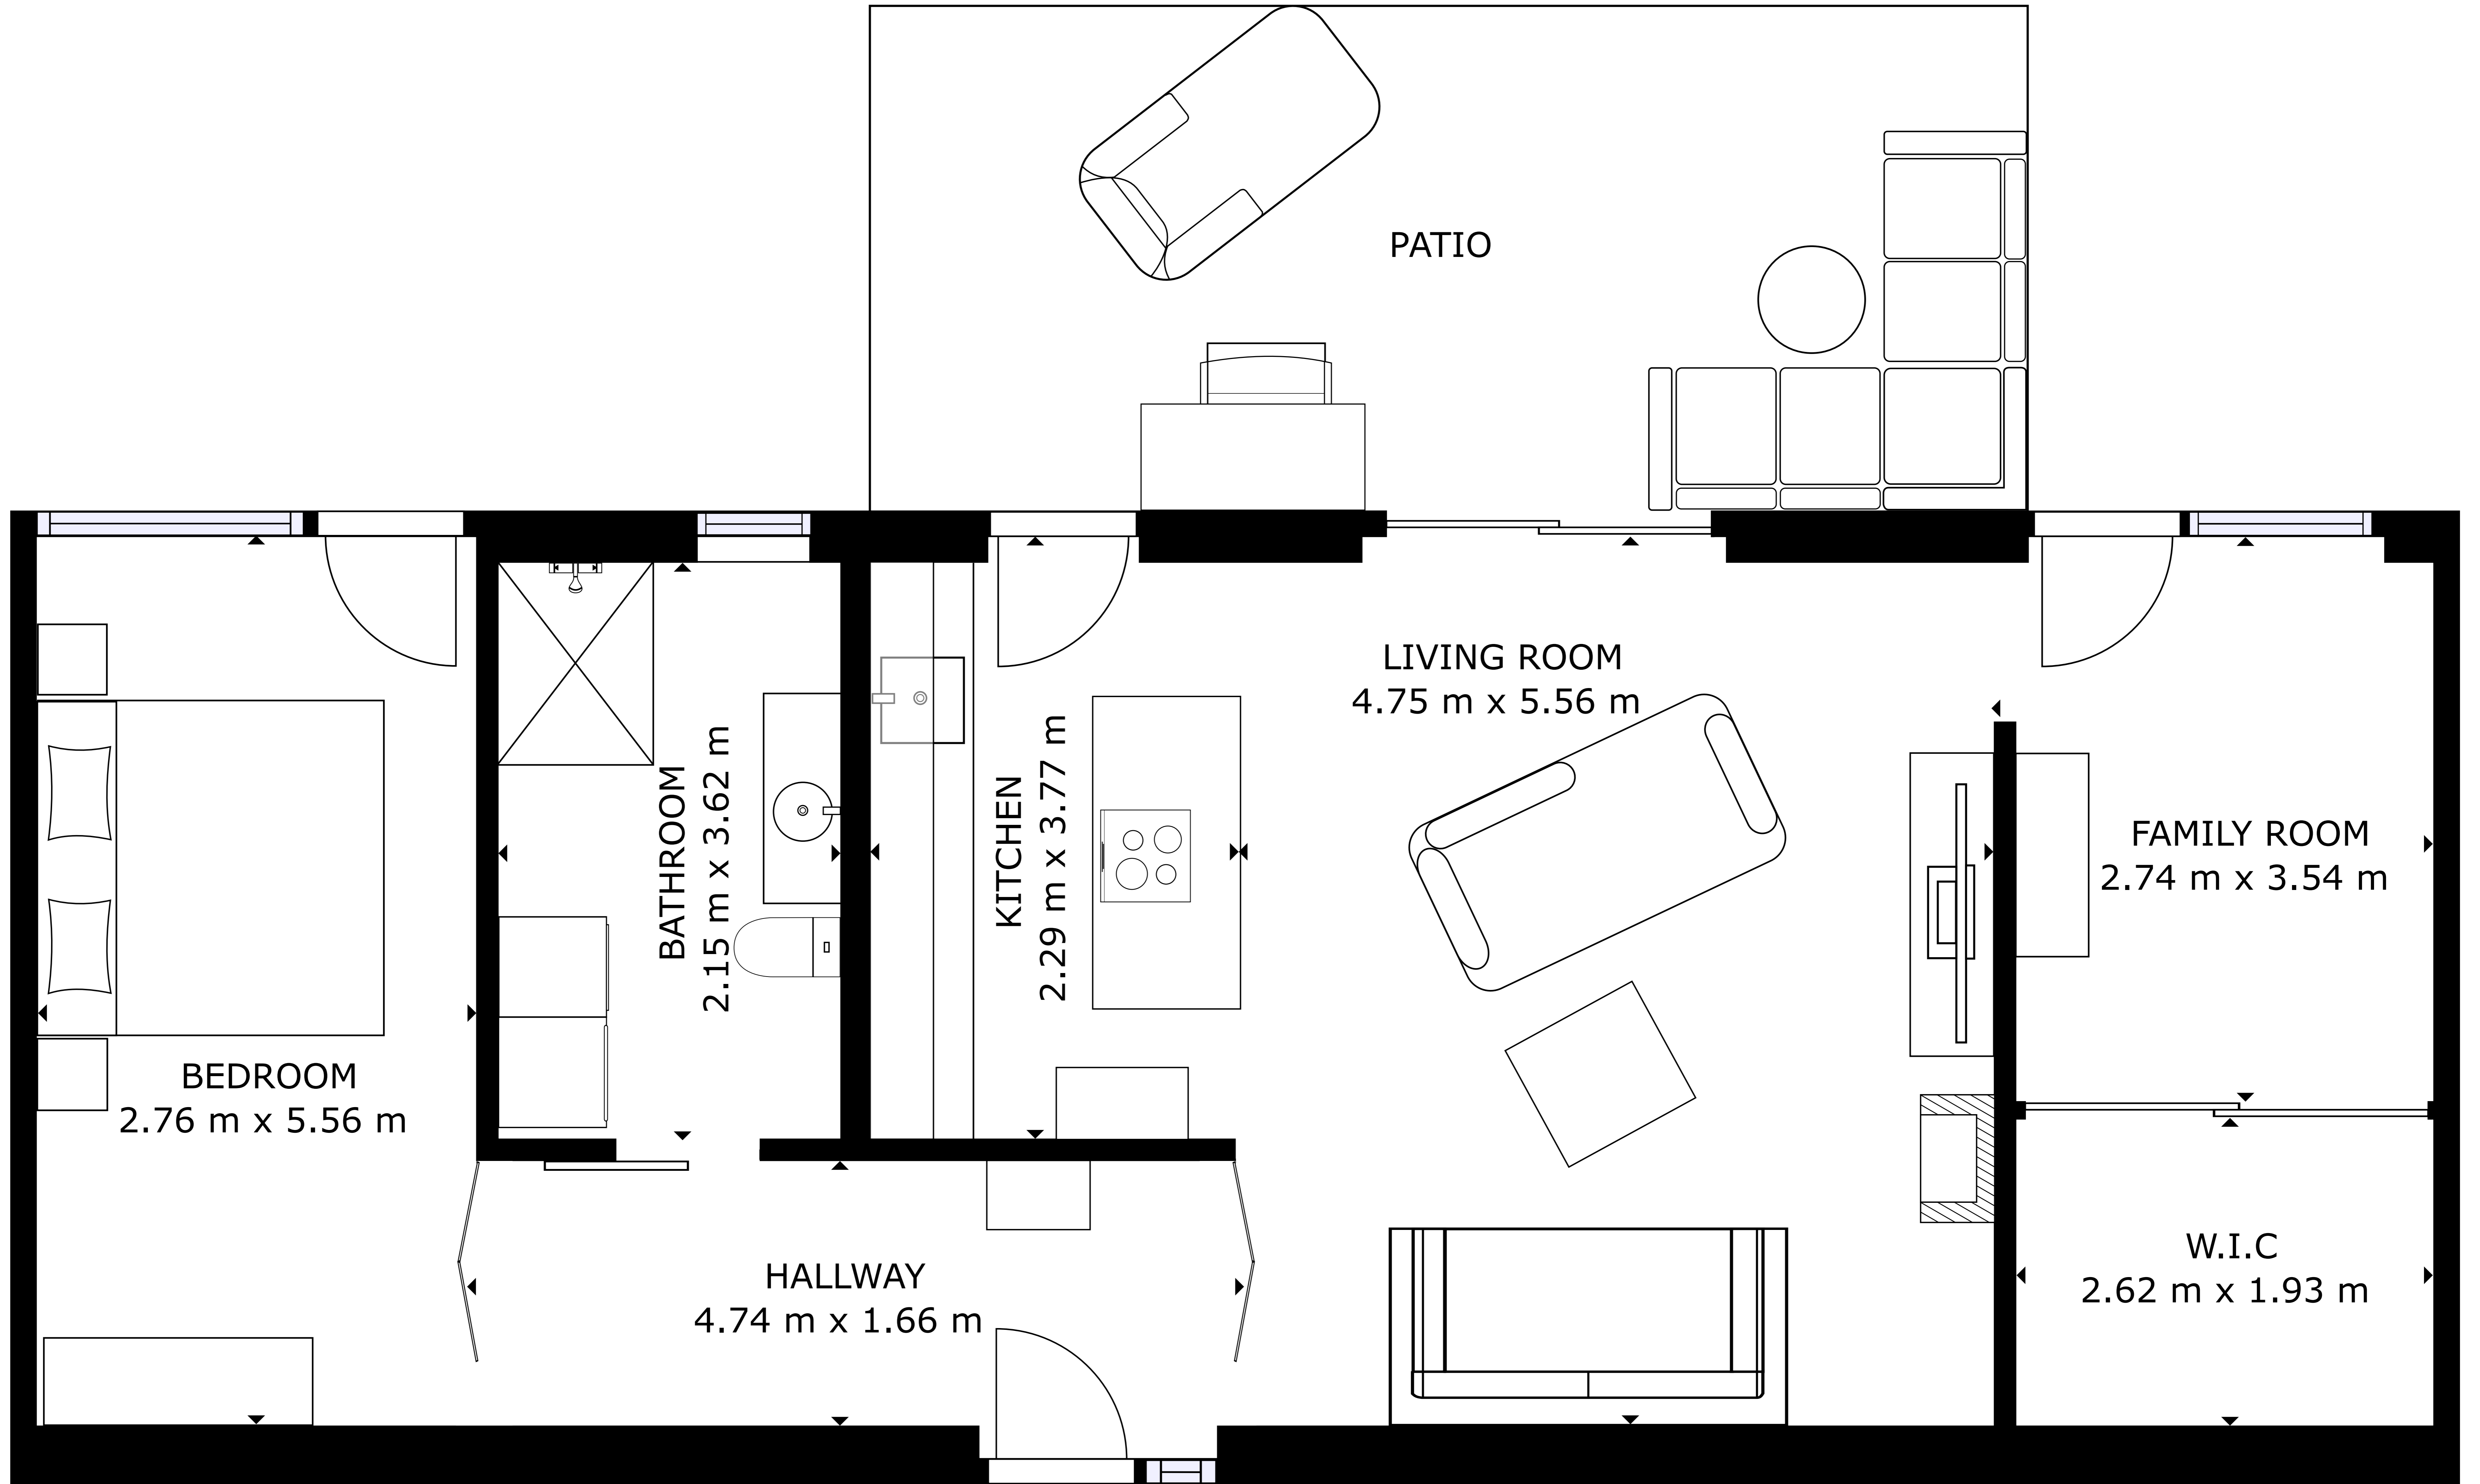 PATIO
LIVING ROOM
4.75 m x 5.56 m
BATHROOM
2.15 m x 3.62 m
KITCHEN
2.29 m x 3.77 m
FAMILY ROOM
2.74 m x 3.54 m
BEDROOM
2.76 m x 5.56 m
HALLWAY
4.74 m x 1.66 m
W.I.C
2.62 m x 1.93 m